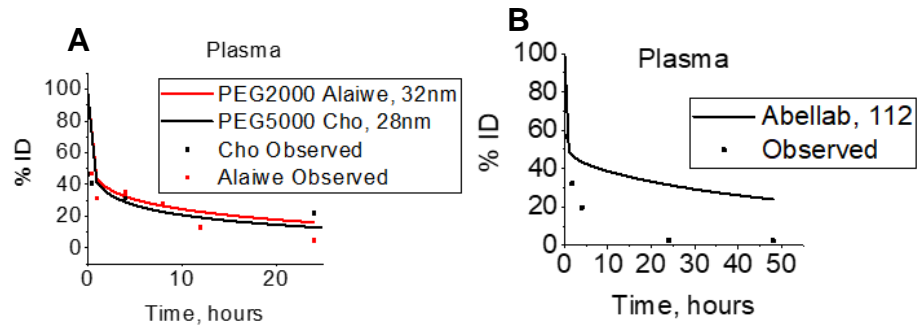 A
Plasma
% ID
100
80
60
40
20
0
PEG2000 Alaiwe, 32nm
PEG5000 Cho, 28nm
Cho Observed
Alaiwe Observed
0
10
20
Time, hours
B
Plasma
% ID
100
80
60
40
20
0
Abellab, 112
Observed
0 10 20 30 40 50
Time, hours